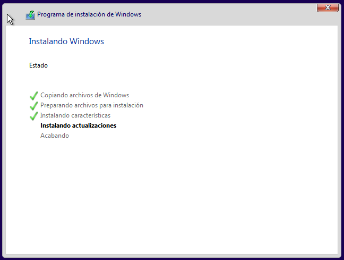 Programa de instalación de Windows
Instalando Windows
Estado
Copiando archivos de Windows
Preparando archivos para instalación
Instalando características
Instalando actualizaciones
Acabando